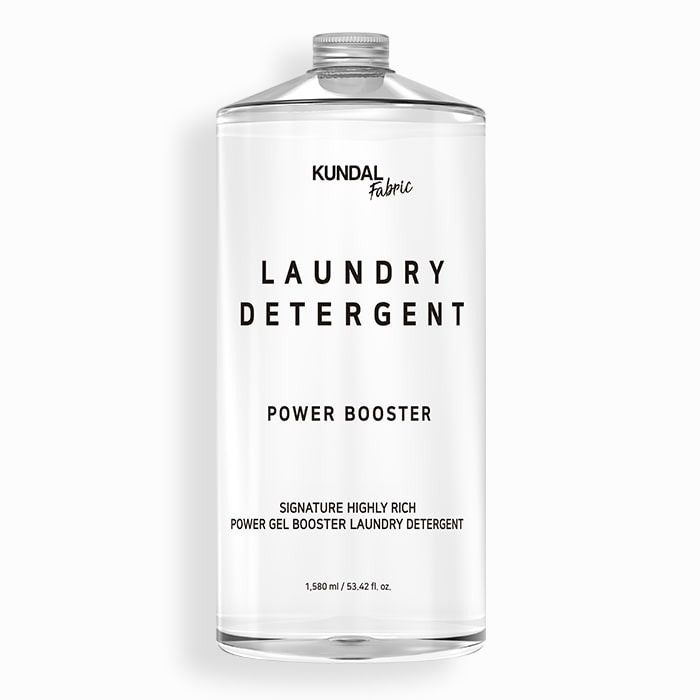 KUNDAL
Fabric
LAUNDRY
DETERGENT
POWER BOOSTER
SIGNATURE HIGHLY RICH
POWER GEL BOOSTER LAUNDRY DETERGENT
1,580 ml / 53.42 fl. oz.